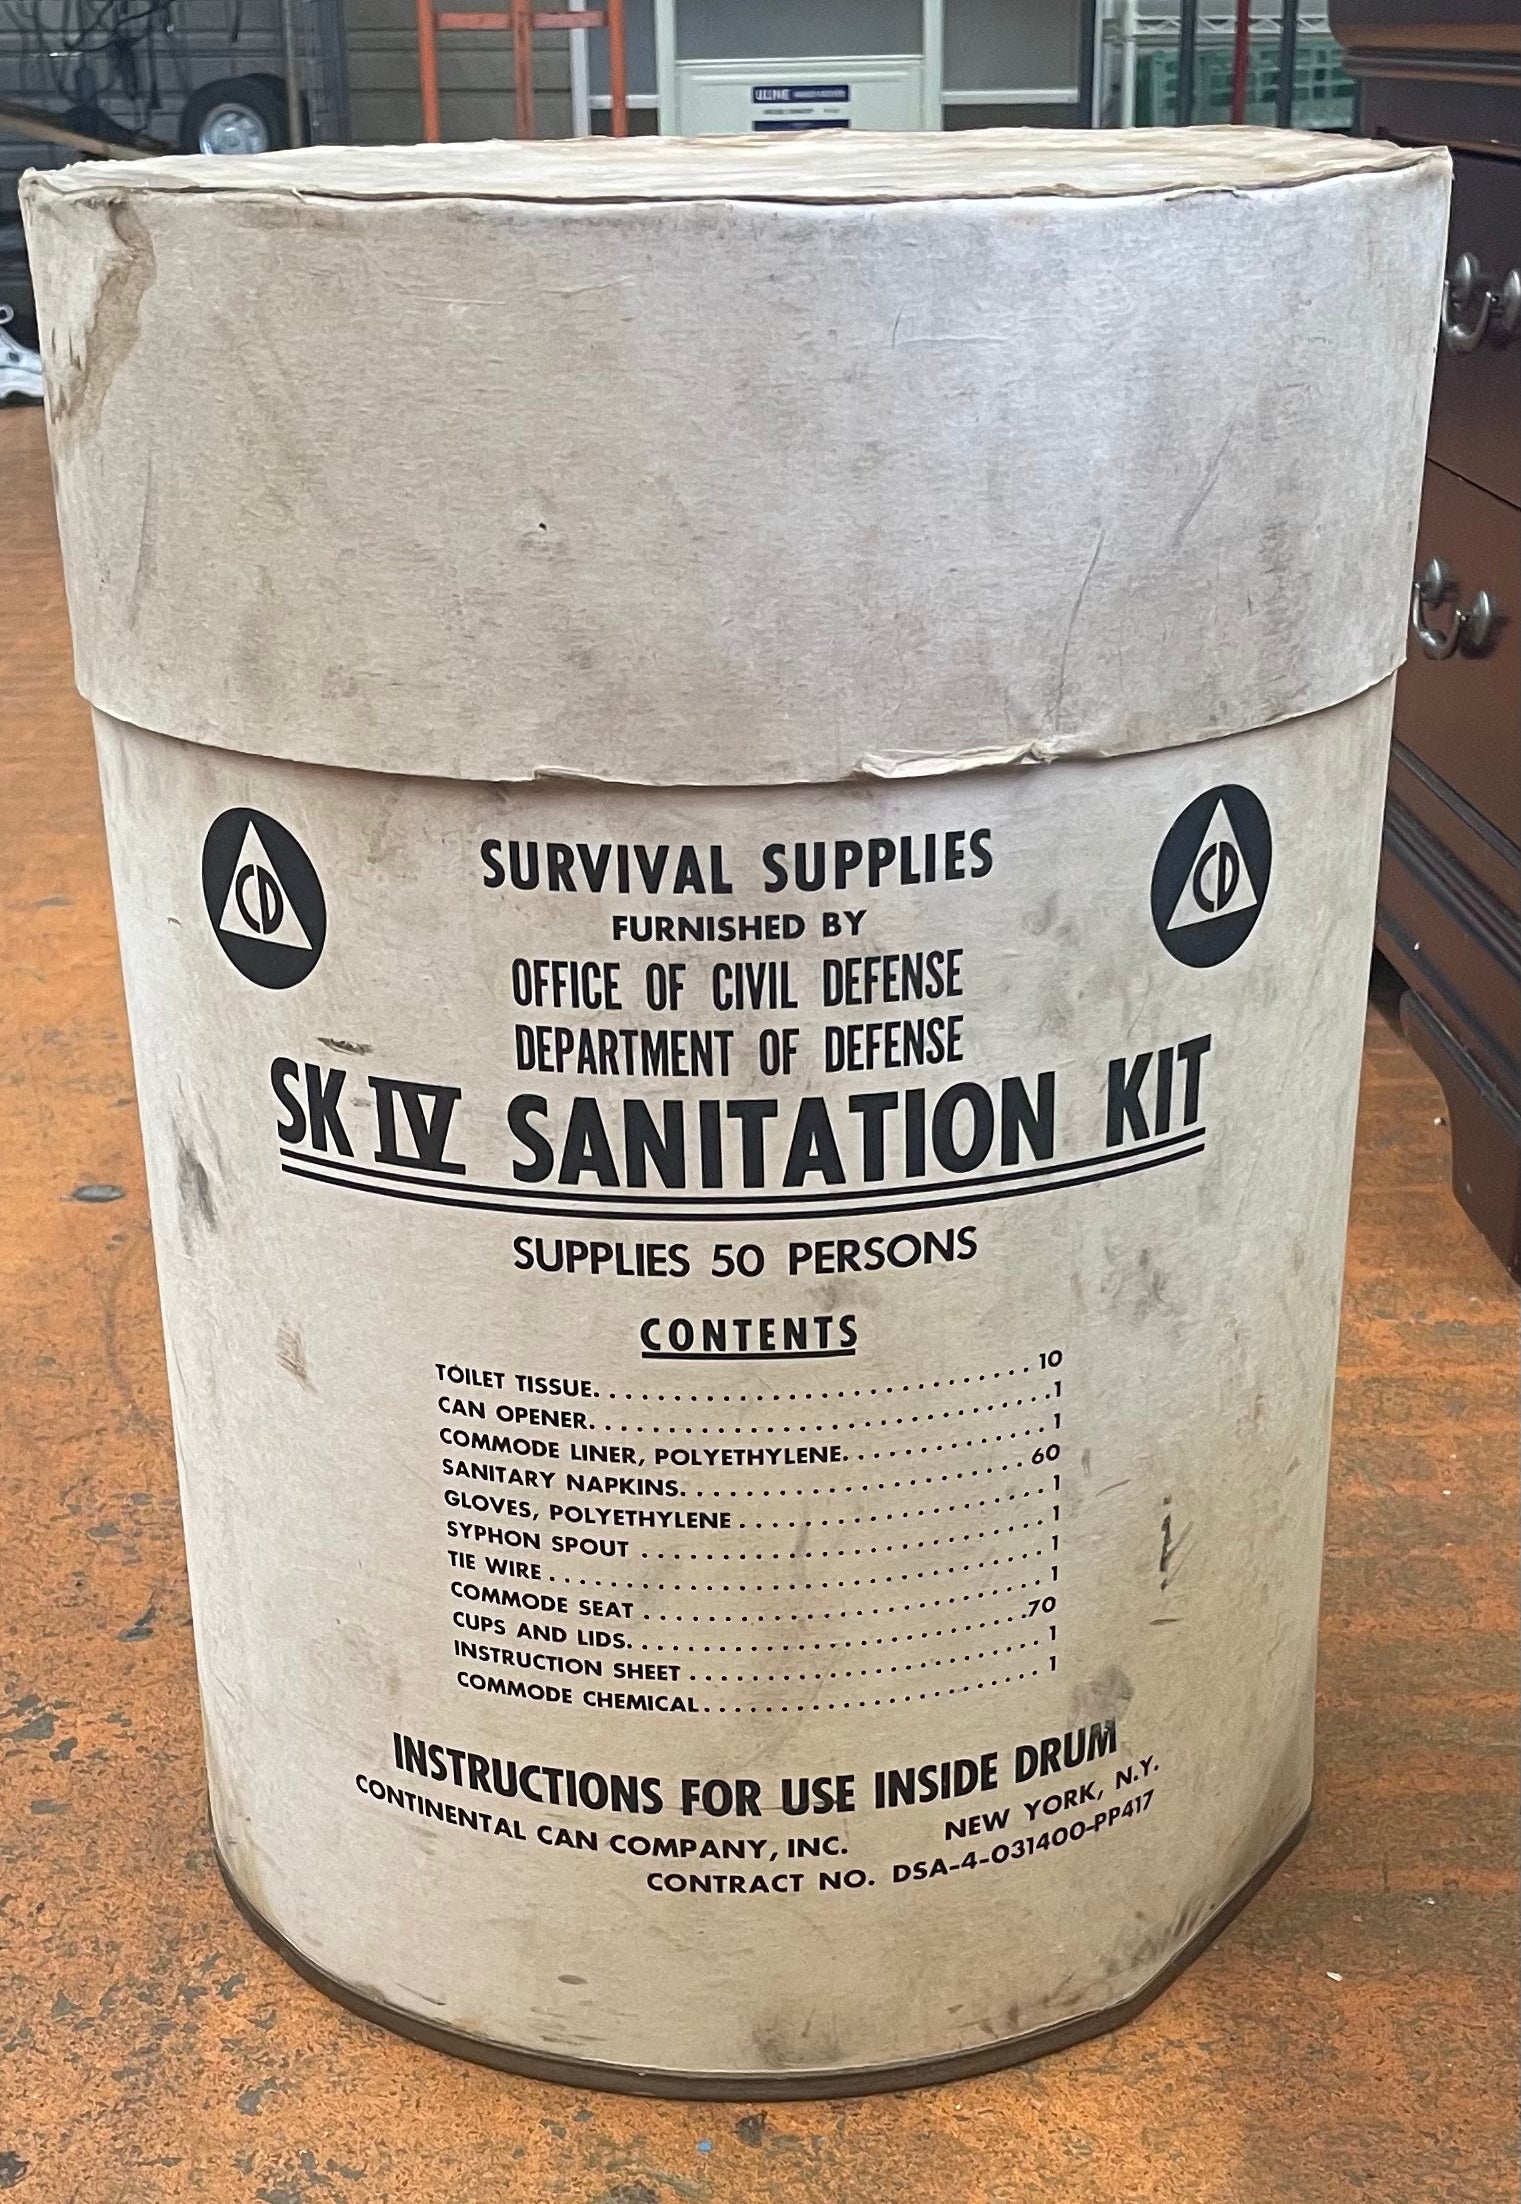 ULINE
CD
CD
SURVIVAL SUPPLIES
FURNISHED BY
OFFICE OF CIVIL DEFENSE
DEPARTMENT OF DEFENSE
SK IV SANITATION KIT
SUPPLIES 50 PERSONS
CONTENTS
TOILET TISSUE. . . . . . . . . . . . . . . . . . . . . . . . . . . 10
CAN OPENER. . . . . . . . . . . . . . . . . . . . . . . . . . . . .1
COMMODE LINER, POLYETHYLENE. . . . . . . . . . . . 1
SANITARY NAPKINS. . . . . . . . . . . . . . . . . . . . . 60
GLOVES, POLYETHYLENE . . . . . . . . . . . . . . . . . . 1
SYPHON SPOUT . . . . . . . . . . . . . . . . . . . . . . . 1
TIE WIRE . . . . . . . . . . . . . . . . . . . . . . . . . . . 1
COMMODE SEAT . . . . . . . . . . . . . . . . . . . . . . . 1
CUPS AND LIDS. . . . . . . . . . . . . . . . . . . . . . . .70
INSTRUCTION SHEET . . . . . . . . . . . . . . . . . . . . 1
COMMODE CHEMICAL. . . . . . . . . . . . . . . . . . . . 1
INSTRUCTIONS FOR USE INSIDE DRUM
CONTINENTAL CAN COMPANY, INC. NEW YORK, N.Y.
CONTRACT NO. DSA-4-031400-PP417